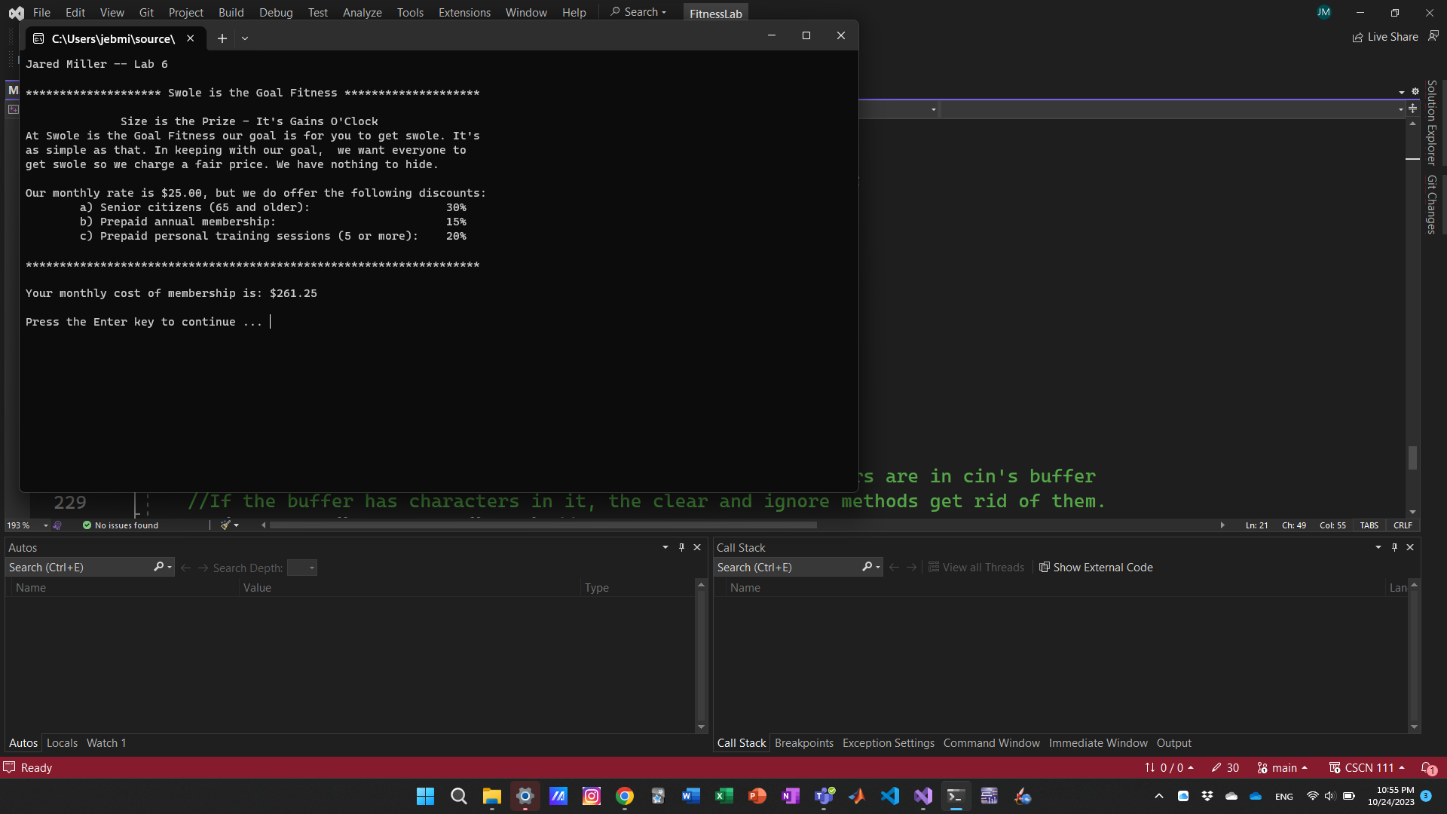 File Edit View Git Project Build Debug Test Analyze Tools Extensions Window Help Search FitnessLab JM
C:\Users\jebmi\source\
Live Share
Jared Miller -- Lab 6
******************** Swole is the Goal Fitness ********************
Size is the Prize - It's Gains O'Clock
At Swole is the Goal Fitness our goal is for you to get swole. It's
as simple as that. In keeping with our goal,  we want everyone to
get swole so we charge a fair price. We have nothing to hide.
Our monthly rate is $25.00, but we do offer the following discounts:
a) Senior citizens (65 and older): 30%
b) Prepaid annual membership: 15%
c) Prepaid personal training sessions (5 or more): 20%
*******************************************************************
Your monthly cost of membership is: $261.25
Press the Enter key to continue ...
Solution Explorer
Git Changes
rs are in cin's buffer
229 //If the buffer has characters in it, the clear and ignore methods get rid of them.
193 % No issues found Ln: 21 Ch: 49 Col: 55 TABS CRLF
Autos
Search (Ctrl+E) Search Depth:
Name Value Type
Autos Locals Watch 1
Call Stack
Search (Ctrl+E) View all Threads Show External Code
Name Lan
Call Stack Breakpoints Exception Settings Command Window Immediate Window Output
Ready 0 / 0 30 main CSCN 111 1
ENG 10:55 PM
10/24/2023 3